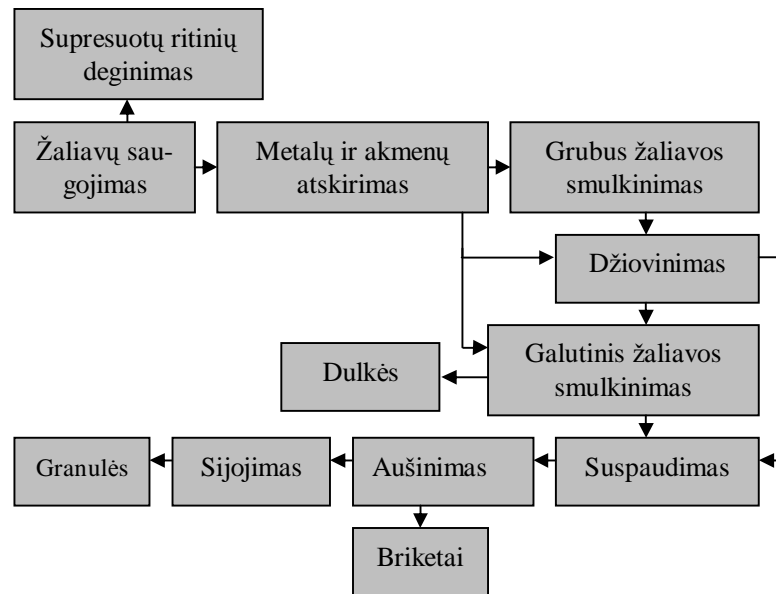 Supresuotų ritinių
deginimas
Žaliavų sau-
gojimas
Metalų ir akmenų
atskirimas
Grubus žaliavos
smulkinimas
Džiovinimas
Galutinis žaliavos
smulkinimas
Dulkės
Granulės
Sijojimas
Aušinimas
Suspaudimas
Briketai